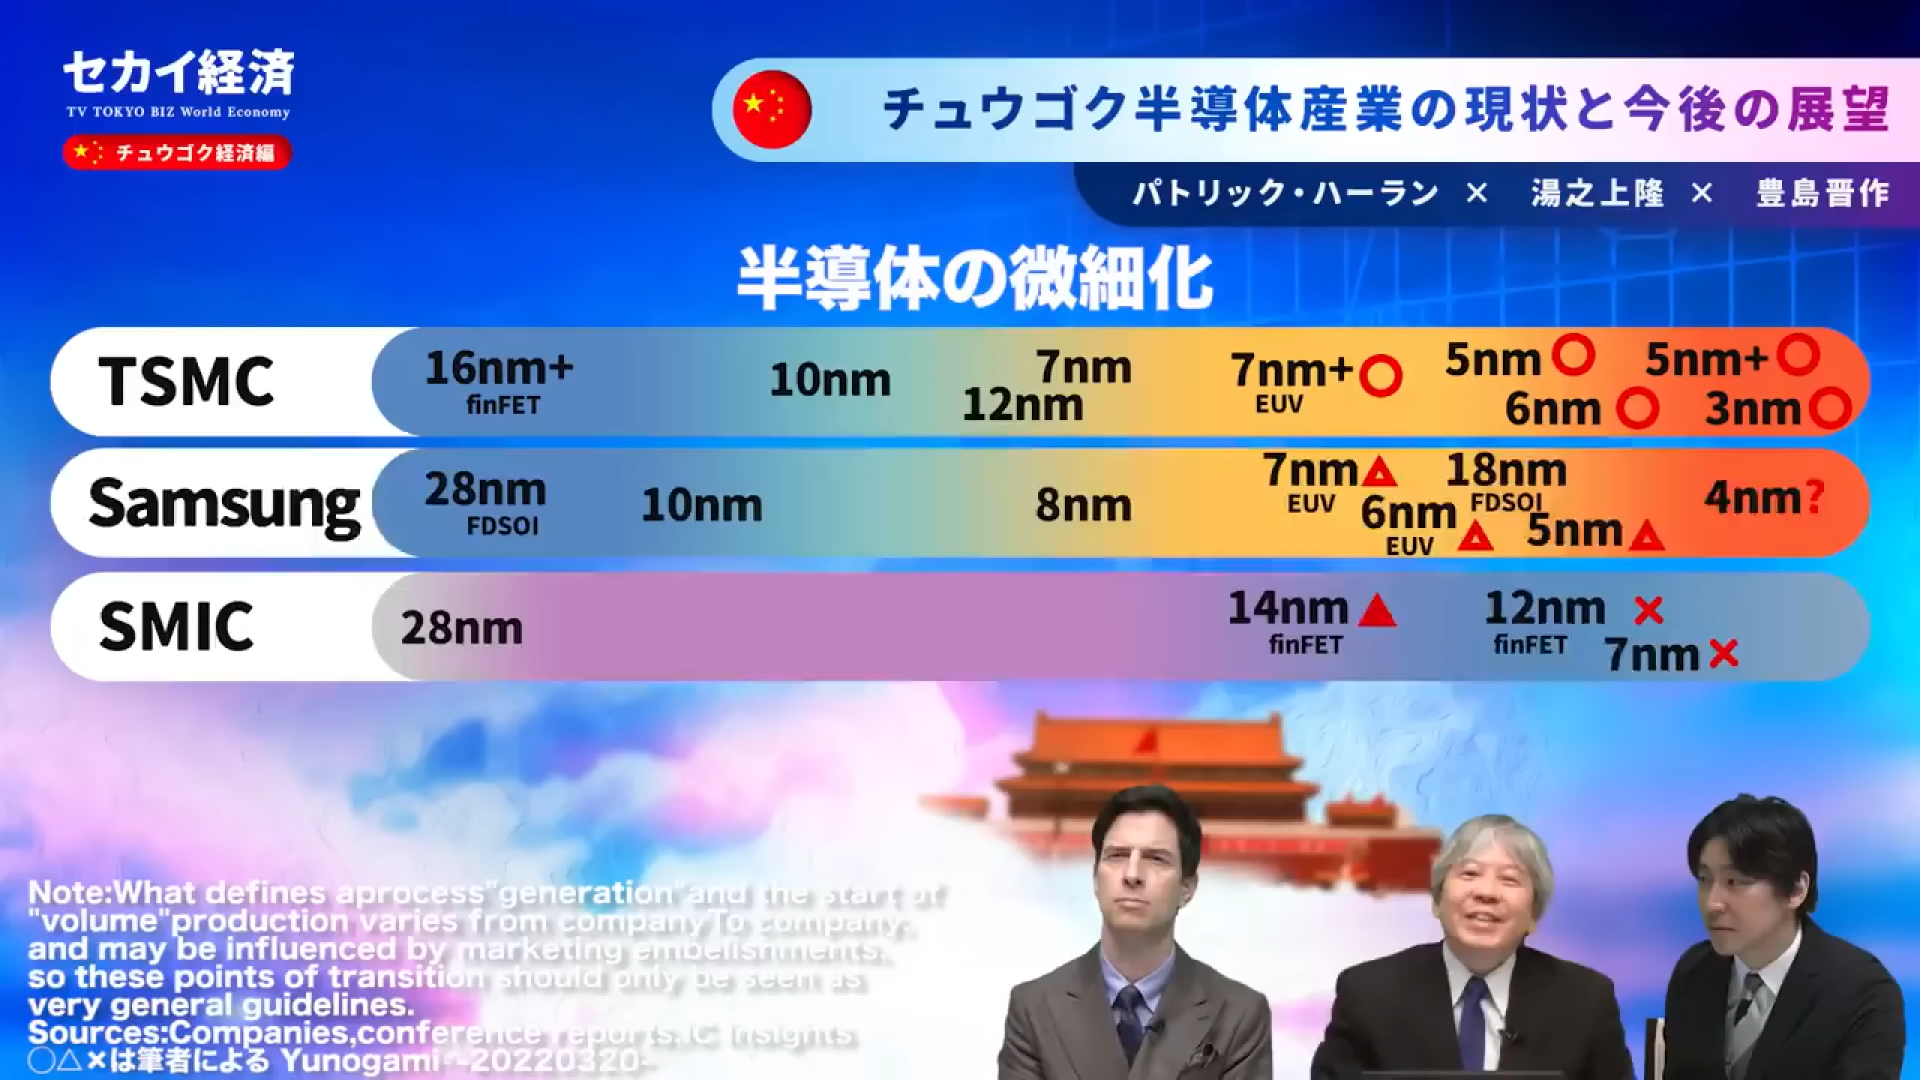 セカイ経済
TV TOKYO BIZ World Economy
チュウゴク経済編
チュウゴク半導体産業の現状と今後の展望
パトリック・ハーラン × 湯之上隆 × 豊島晋作
半導体の微細化
TSMC
16nm+
finFET
10nm
7nm
12nm
7nm+○
EUV
5nm○
5nm+○
6nm○
3nm○
Samsung
28nm
FDSOI
10nm
8nm
7nm△
EUV
18nm
FDSOI
6nm△
EUV
5nm△
4nm?
SMIC
28nm
14nm▲
finFET
12nm ×
finFET
7nm×
Note:What defines aprocess"generation"and the start of
"volume"production varies from companyTo company,
and may be influenced by marketing embellishments,
so these points of transition should only be seen as
very general guidelines.
Sources:Companies,conference reports,IC Insights
○△×は筆者による Yunogami--20220320-